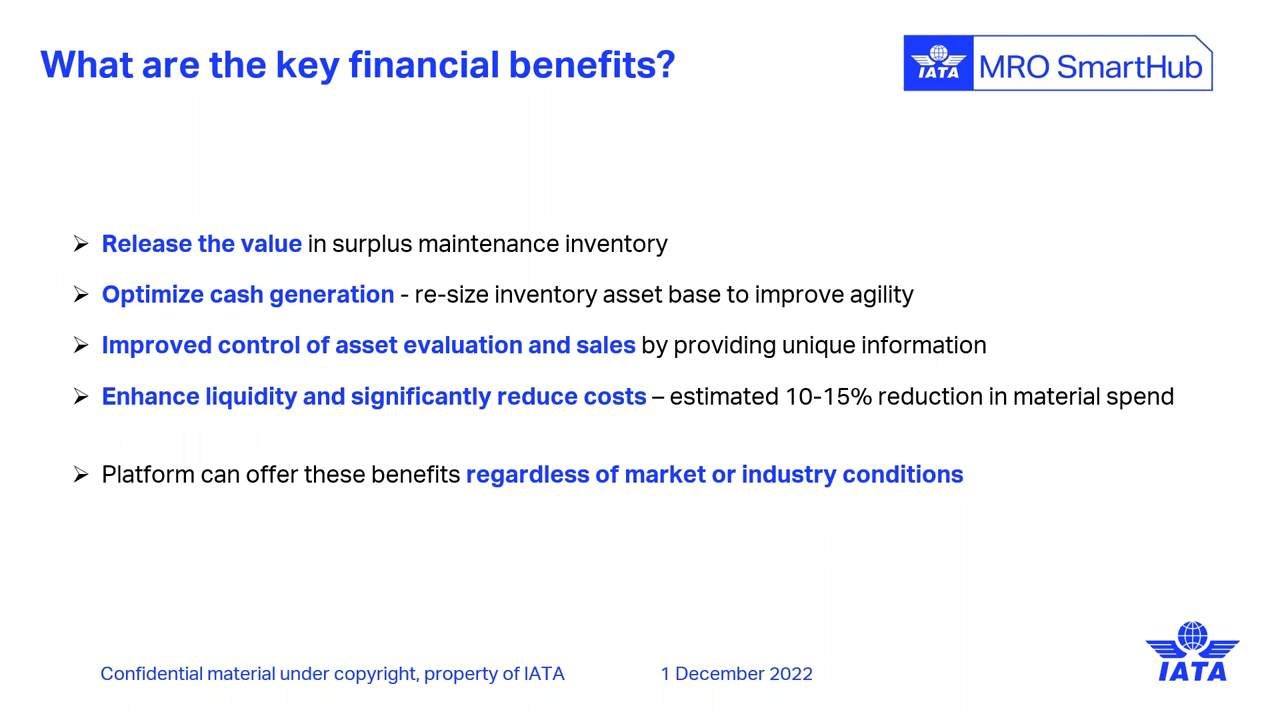 What are the key financial benefits?
IATA
MRO SmartHub
➢ Release the value in surplus maintenance inventory
➢ Optimize cash generation - re-size inventory asset base to improve agility
➢ Improved control of asset evaluation and sales by providing unique information
➢ Enhance liquidity and significantly reduce costs – estimated 10-15% reduction in material spend
➢ Platform can offer these benefits regardless of market or industry conditions
Confidential material under copyright, property of IATA
1 December 2022
IATA